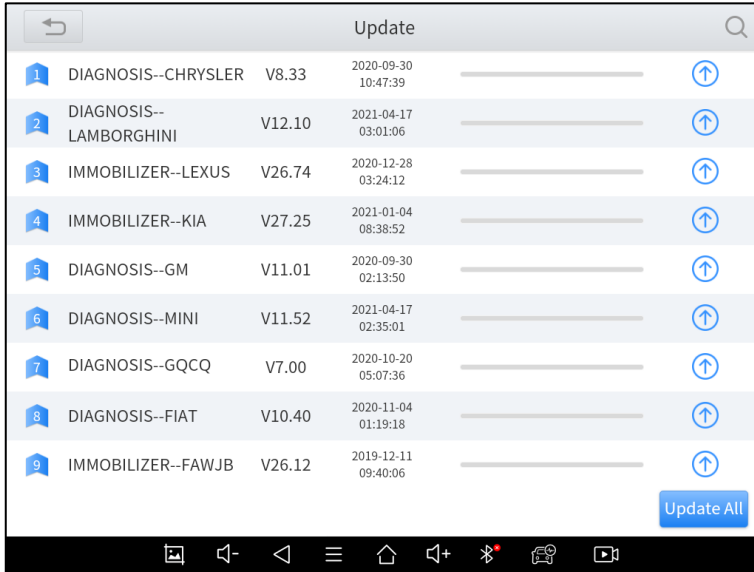 Update
1 DIAGNOSIS--CHRYSLER V8.33 2020-09-30
10:47:39
2 DIAGNOSIS--
LAMBORGHINI V12.10 2021-04-17
03:01:06
3 IMMOBILIZER--LEXUS V26.74 2020-12-28
03:24:12
4 IMMOBILIZER--KIA V27.25 2021-01-04
08:38:52
5 DIAGNOSIS--GM V11.01 2020-09-30
02:13:50
6 DIAGNOSIS--MINI V11.52 2021-04-17
02:35:01
7 DIAGNOSIS--GQCQ V7.00 2020-10-20
05:07:36
8 DIAGNOSIS--FIAT V10.40 2020-11-04
01:19:18
9 IMMOBILIZER--FAWJB V26.12 2019-12-11
09:40:06
Update All